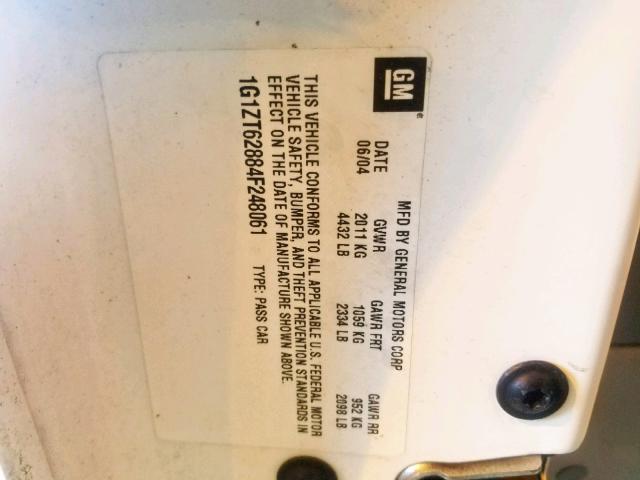 GM
MFD BY GENERAL MOTORS CORP
DATE GVWR GAWR FRT GAWR RR
06/04 2011 KG 1059 KG 952 KG
4432 LB 2334 LB 2098 LB
THIS VEHICLE CONFORMS TO ALL APPLICABLE U.S. FEDERAL MOTOR
VEHICLE SAFETY, BUMPER, AND THEFT PREVENTION STANDARDS IN
EFFECT ON THE DATE OF MANUFACTURE SHOWN ABOVE.
1G1ZT62884F248061 TYPE: PASS CAR